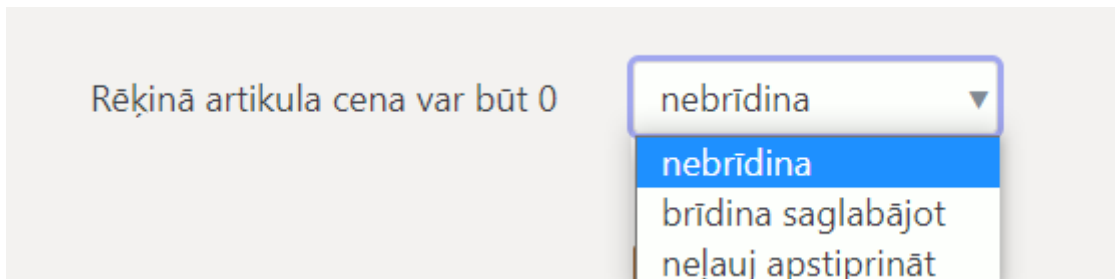 Rēķinā artikula cena var būt 0 nebrīdina
nebrīdina
brīdina saglabājot
neļauj apstiprināt